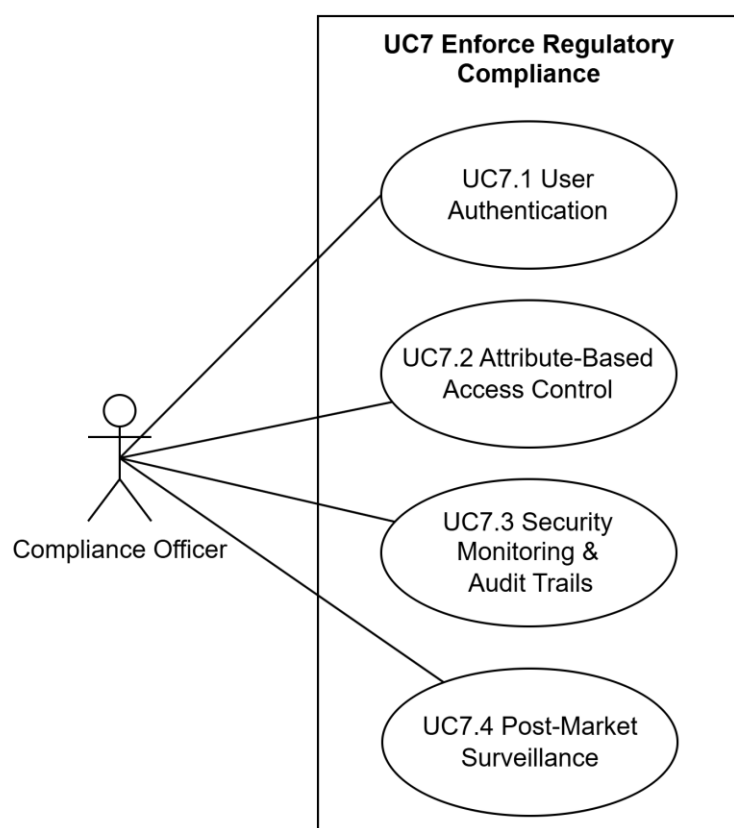 UC7 Enforce Regulatory
Compliance
UC7.1 User
Authentication
UC7.2 Attribute-Based
Access Control
Compliance Officer
UC7.3 Security
Monitoring &
Audit Trails
UC7.4 Post-Market
Surveillance